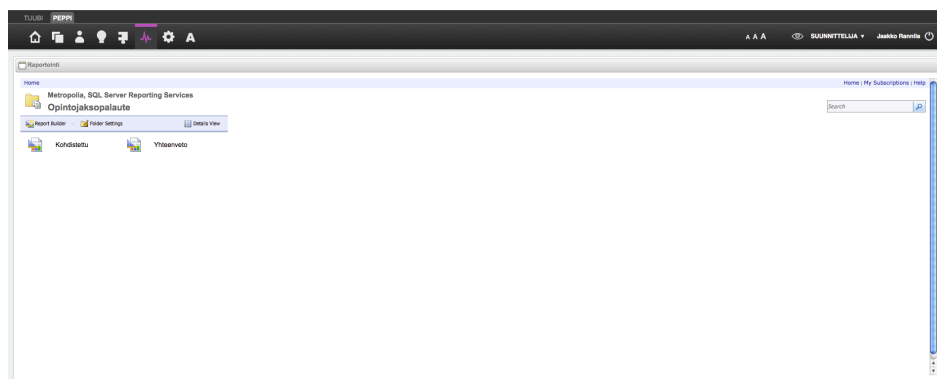 TUUBI PEPPI
A A A A SUUNNITTELIJA Jaakko Rannila
Raportointi
Home Home | My Subscriptions | Help
Metropolia, SQL Server Reporting Services
Opintojaksopalaute
Search
Report Builder Folder Settings Details View
Kohdistettu Yhteenveto